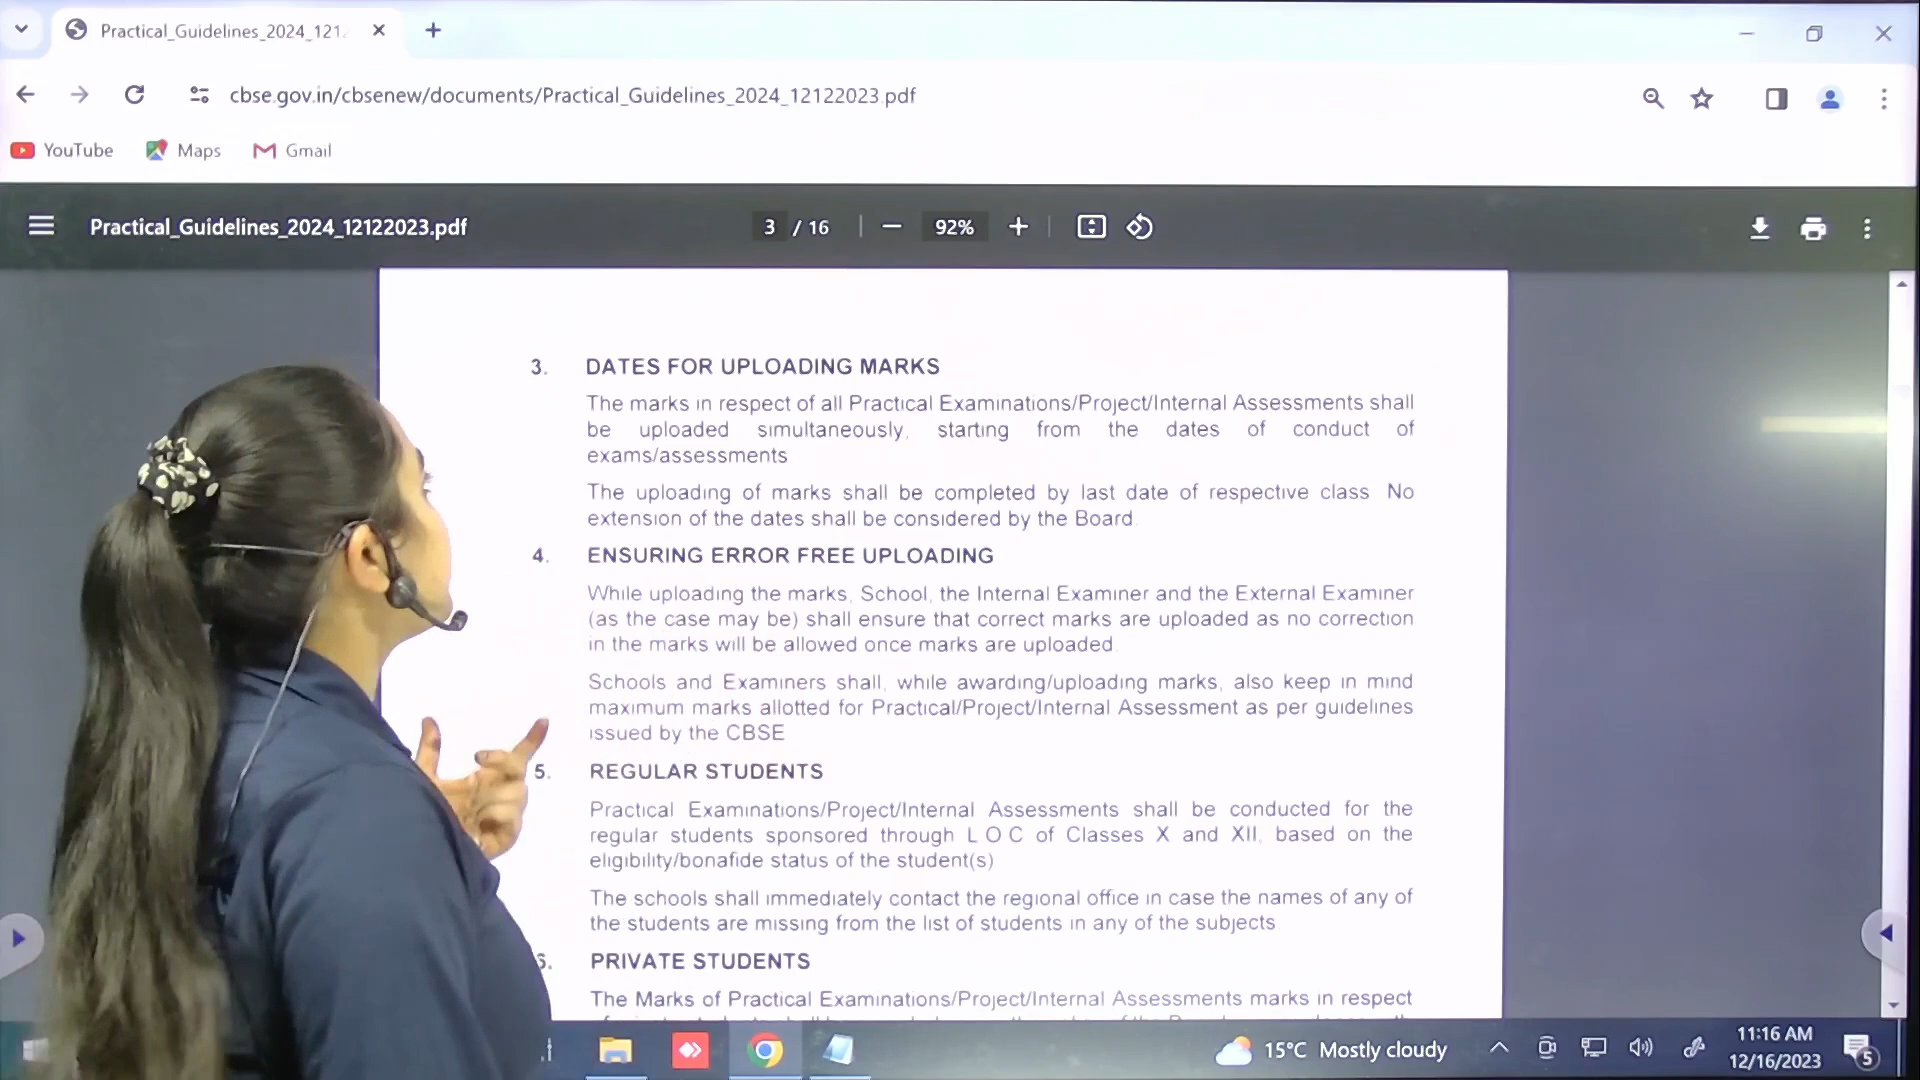 Practical_Guidelines_2024_121
cbse.gov.in/cbsenew/documents/Practical_Guidelines_2024_12122023.pdf
YouTube Maps Gmail
Practical_Guidelines_2024_12122023.pdf 3 / 16 92%
3. DATES FOR UPLOADING MARKS
The marks in respect of all Practical Examinations/Project/Internal Assessments shall
be uploaded simultaneously, starting from the dates of conduct of
exams/assessments
The uploading of marks shall be completed by last date of respective class No
extension of the dates shall be considered by the Board.
4. ENSURING ERROR FREE UPLOADING
While uploading the marks, School, the Internal Examiner and the External Examiner
(as the case may be) shall ensure that correct marks are uploaded as no correction
in the marks will be allowed once marks are uploaded.
Schools and Examiners shall, while awarding/uploading marks, also keep in mind
maximum marks allotted for Practical/Project/Internal Assessment as per guidelines
issued by the CBSE
5. REGULAR STUDENTS
Practical Examinations/Project/Internal Assessments shall be conducted for the
regular students sponsored through L O C of Classes X and XII, based on the
eligibility/bonafide status of the student(s)
The schools shall immediately contact the regional office in case the names of any of
the students are missing from the list of students in any of the subjects
6. PRIVATE STUDENTS
The Marks of Practical Examinations/Project/Internal Assessments marks in respect
15°C Mostly cloudy
11:16 AM
12/16/2023
5